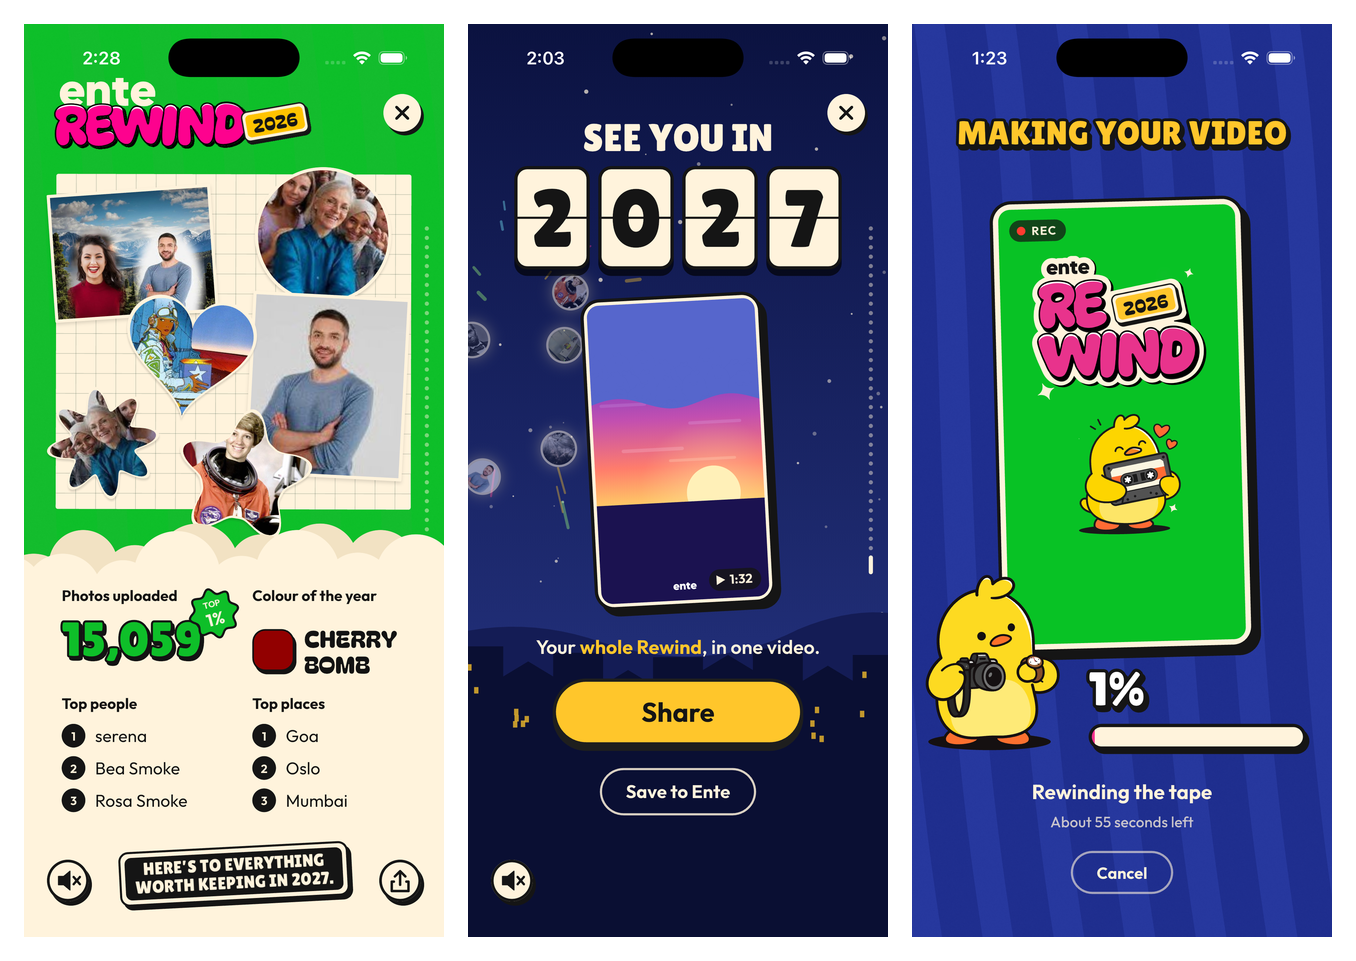 2:28
ente
REWIND 2026
Photos uploaded
15,059
TOP
1%
Colour of the year
CHERRY
BOMB
Top people
1 serena
2 Bea Smoke
3 Rosa Smoke
Top places
1 Goa
2 Oslo
3 Mumbai
HERE'S TO EVERYTHING
WORTH KEEPING IN 2027.
2:03
SEE YOU IN
2027
ente
1:32
Your whole Rewind, in one video.
Share
Save to Ente
1:23
MAKING YOUR VIDEO
REC
ente
RE
2026
WIND
1%
Rewinding the tape
About 55 seconds left
Cancel